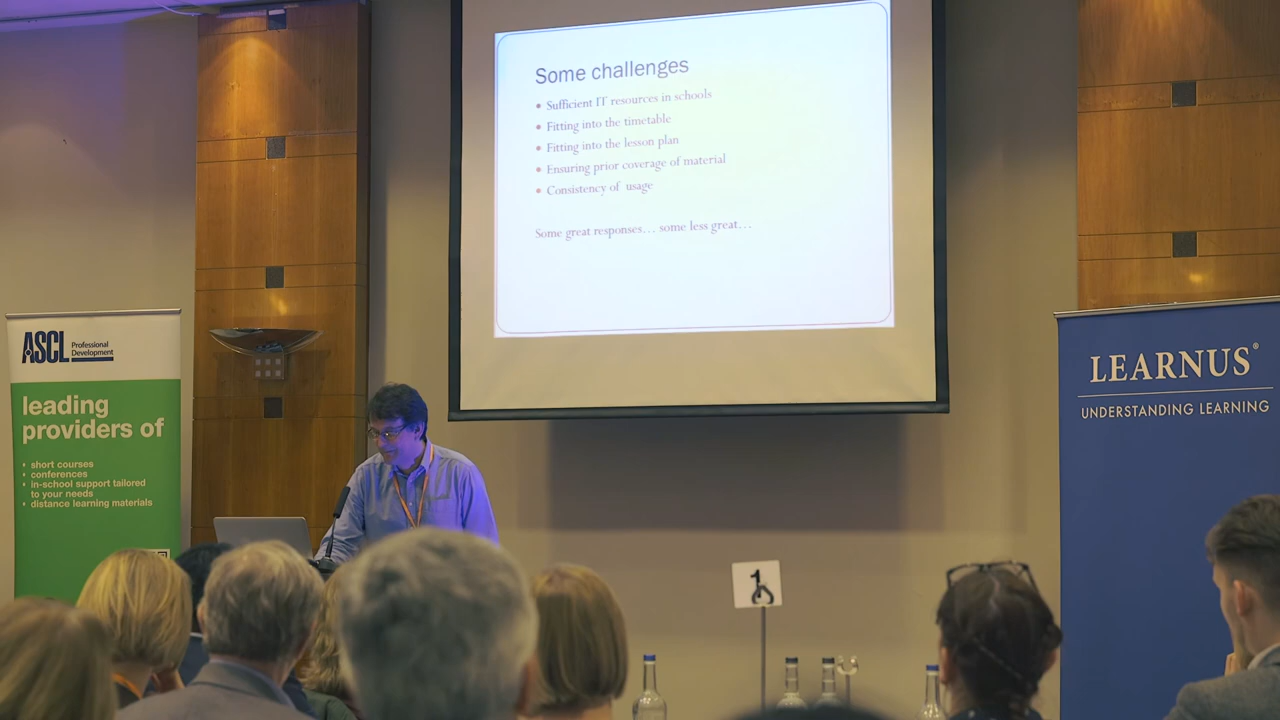 Some challenges
• Sufficient IT resources in schools
• Fitting into the timetable
• Fitting into the lesson plan
• Ensuring prior coverage of material
• Consistency of usage
Some great responses... some less great...
ASCL Professional
Development
leading
providers of
• short courses
• conferences
• in-school support tailored
to your needs
• distance learning materials
LEARNUS®
UNDERSTANDING LEARNING